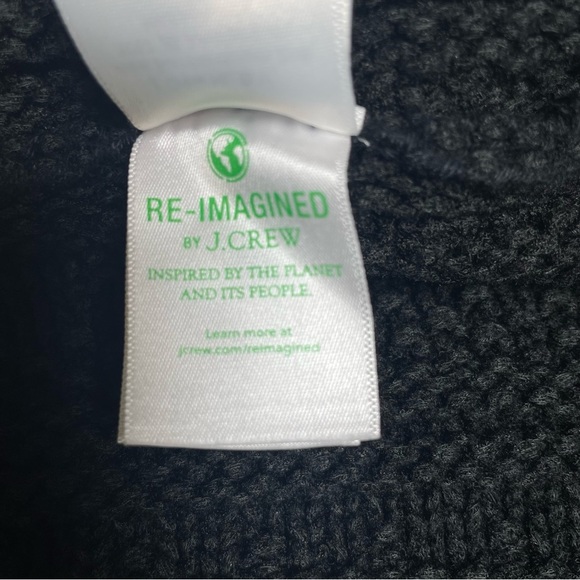 RE-IMAGINED
BY J.CREW
INSPIRED BY THE PLANET
AND ITS PEOPLE.
Learn more at
jcrew.com/reimagined